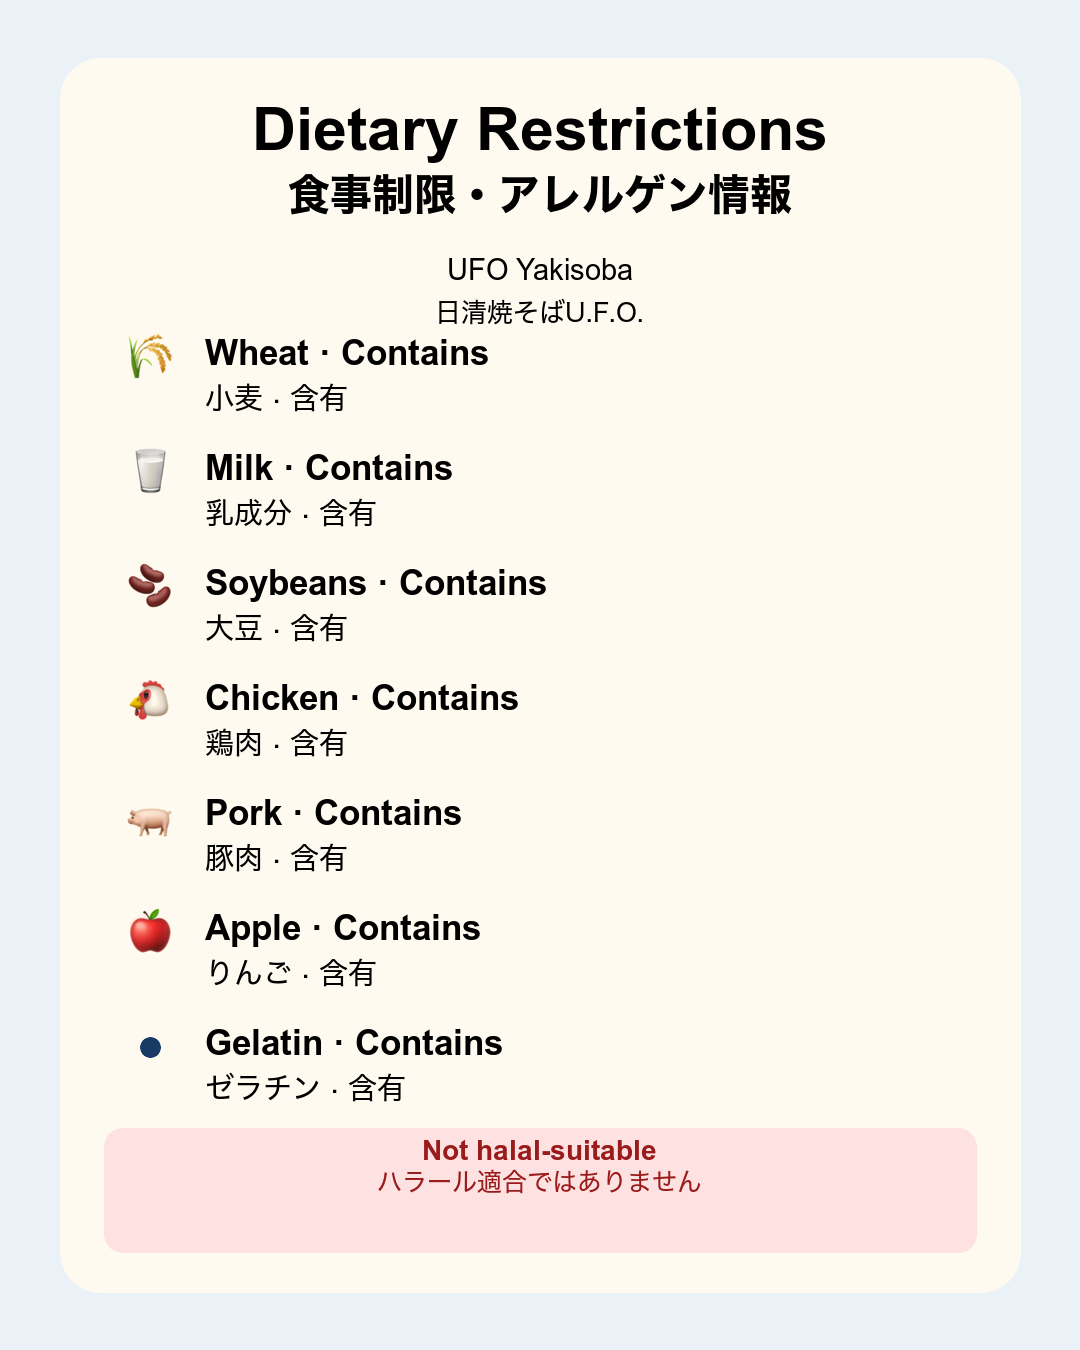 Dietary Restrictions
食事制限・アレルゲン情報
UFO Yakisoba
日清焼そばU.F.O.
Wheat · Contains
小麦 · 含有
Milk · Contains
乳成分 · 含有
Soybeans · Contains
大豆 · 含有
Chicken · Contains
鶏肉 · 含有
Pork · Contains
豚肉 · 含有
Apple · Contains
りんご · 含有
Gelatin · Contains
ゼラチン · 含有
Not halal-suitable
ハラール適合ではありません